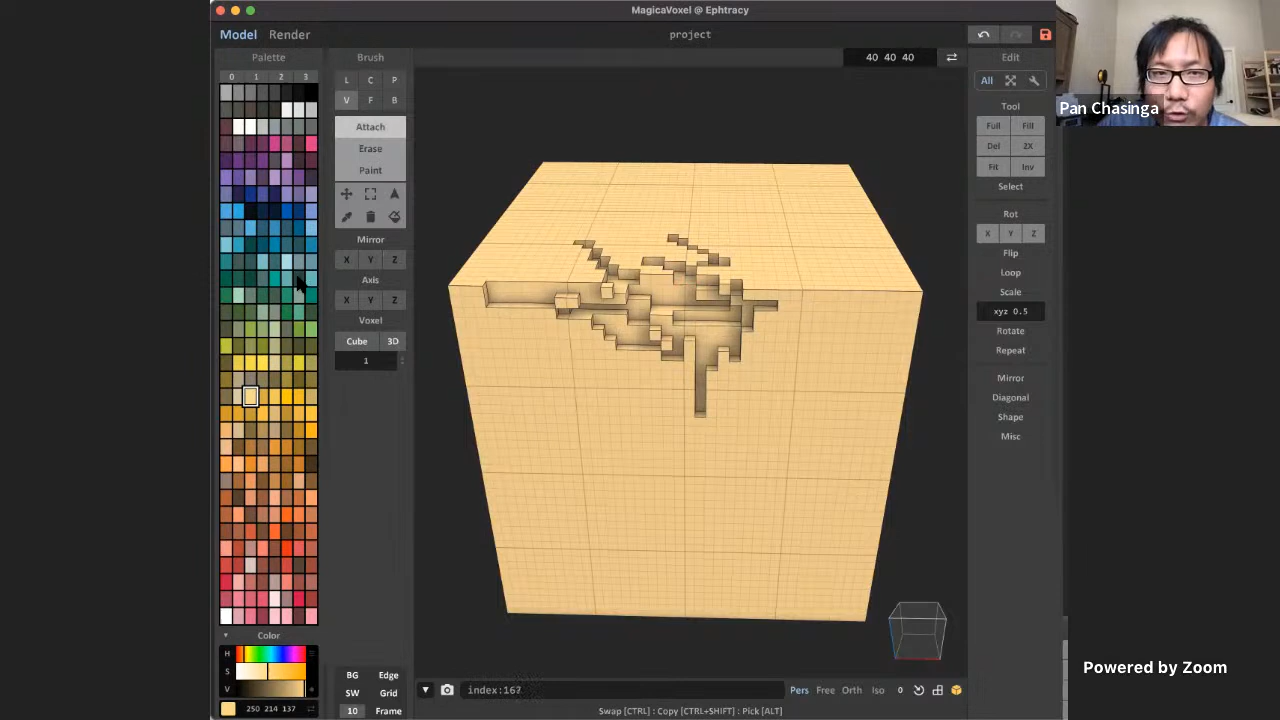 MagicaVoxel @ Ephtracy
Model Render
project
40 40 40
Palette
0 1 2 3
Brush
L C P
V F B
Attach
Erase
Paint
Mirror
X Y Z
Axis
X Y Z
Voxel
Cube 3D
1
Edit
All
Tool
Full Fill
Del 2X
Fit Inv
Select
Rot
X Y Z
Flip
Loop
Scale
xyz 0.5
Rotate
Repeat
Mirror
Diagonal
Shape
Misc
Color
H
S
V
250 214 137
BG Edge
SW Grid
10 Frame
index:167
Pers Free Orth Iso 0
Swap [CTRL] : Copy [CTRL+SHIFT] : Pick [ALT]
Pan Chasinga
Powered by Zoom